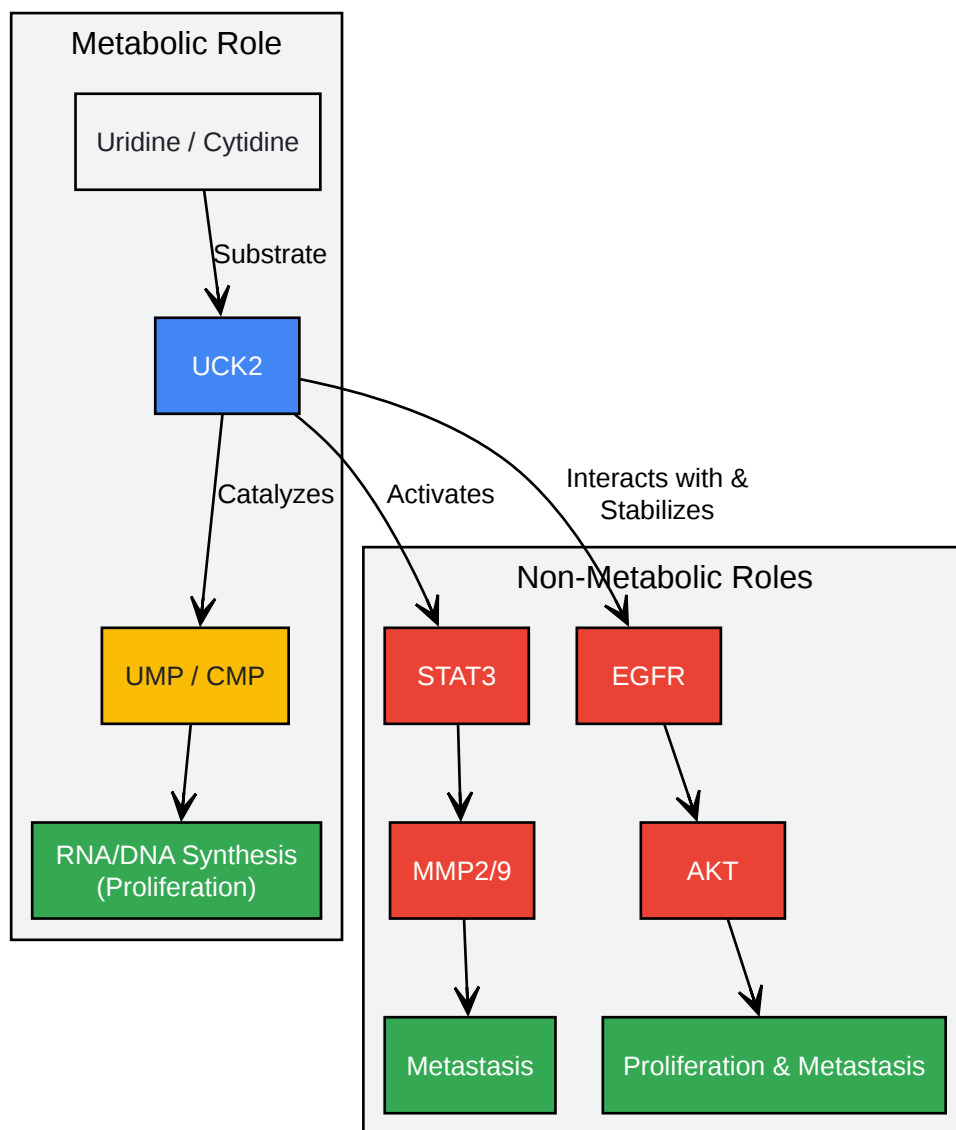 Metabolic Role
Uridine / Cytidine
Substrate
UCK2
Catalyzes
Activates
Interacts with &
Stabilizes
Non-Metabolic Roles
UMP / CMP
STAT3
EGFR
RNA/DNA Synthesis
(Proliferation)
MMP2/9
AKT
Metastasis
Proliferation & Metastasis